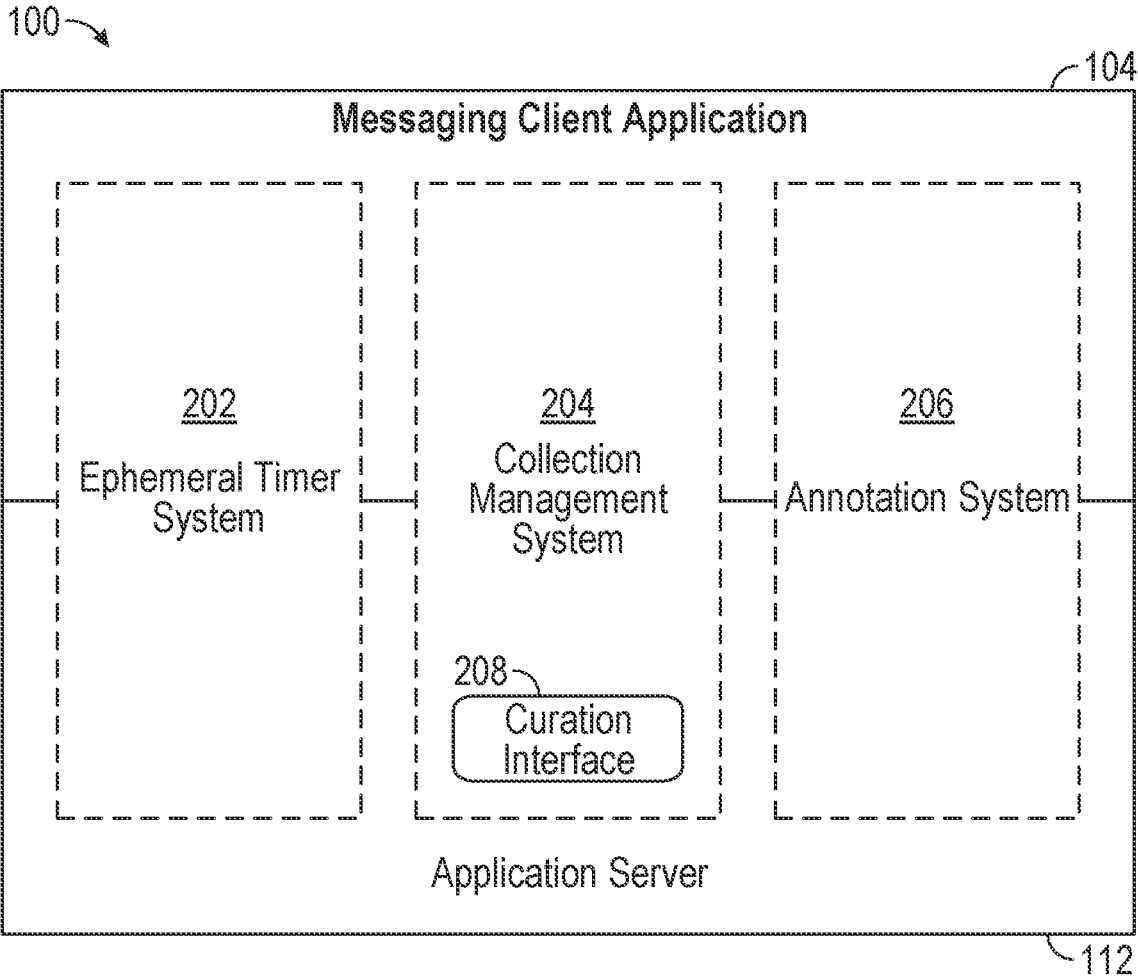 100
104
Messaging Client Application
202
Ephemeral Timer
System
204
Collection
Management
System
206
Annotation System
208
Curation
Interface
Application Server
112